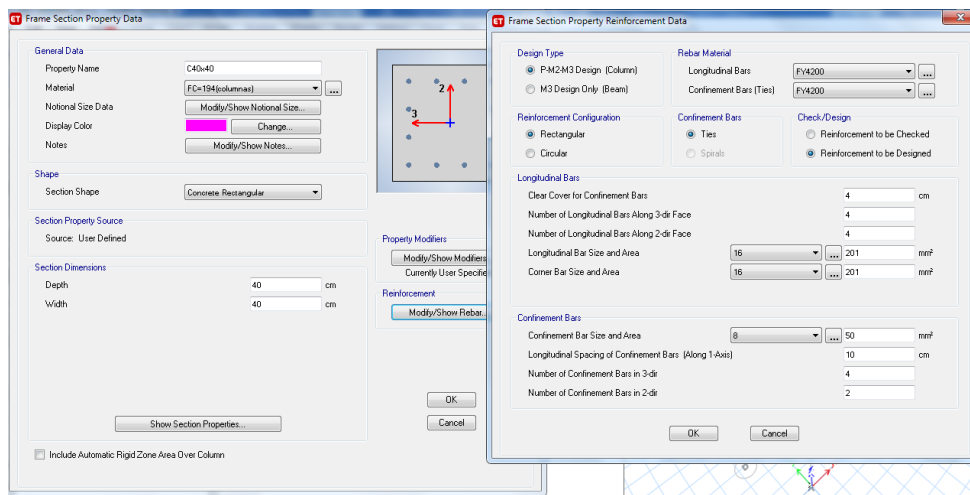 ET Frame Section Property Data
General Data
Property Name C40x40
Material FC=194(columnas) ...
Notional Size Data Modify/Show Notional Size...
Display Color Change...
Notes Modify/Show Notes...
2
3
Shape
Section Shape Concrete Rectangular
Section Property Source
Source: User Defined
Property Modifiers
Modify/Show Modifiers
Currently User Specifie
Section Dimensions
Depth 40 cm
Width 40 cm
Reinforcement
Modify/Show Rebar...
OK
Cancel
Show Section Properties...
Include Automatic Rigid Zone Area Over Column
ET Frame Section Property Reinforcement Data
Design Type
P-M2-M3 Design (Column)
M3 Design Only (Beam)
Rebar Material
Longitudinal Bars FY4200 ...
Confinement Bars (Ties) FY4200 ...
Reinforcement Configuration
Rectangular
Circular
Confinement Bars
Ties
Spirals
Check/Design
Reinforcement to be Checked
Reinforcement to be Designed
Longitudinal Bars
Clear Cover for Confinement Bars 4 cm
Number of Longitudinal Bars Along 3-dir Face 4
Number of Longitudinal Bars Along 2-dir Face 4
Longitudinal Bar Size and Area 16 ... 201 mm²
Corner Bar Size and Area 16 ... 201 mm²
Confinement Bars
Confinement Bar Size and Area 8 ... 50 mm²
Longitudinal Spacing of Confinement Bars (Along 1-Axis) 10 cm
Number of Confinement Bars in 3-dir 4
Number of Confinement Bars in 2-dir 2
OK Cancel